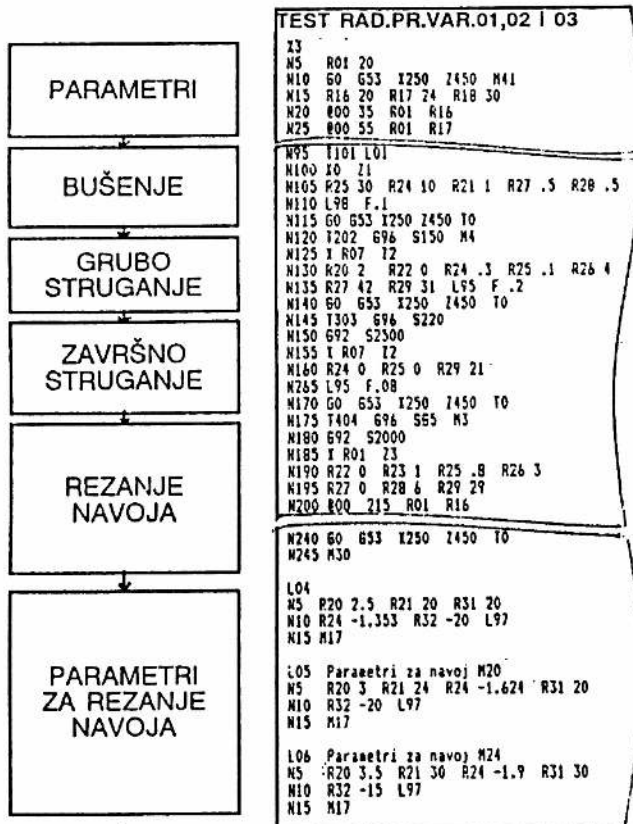 PARAMETRI
BUŠENJE
GRUBO
STRUGANJE
ZAVRŠNO
STRUGANJE
REZANJE
NAVOJA
PARAMETRI
ZA REZANJE
NAVOJA
TEST RAD.PR.VAR.01,02 I 03
%3
N5 R01 20
N10 G0 G53 X250 Z450 M41
N15 R16 20 R17 24 R18 30
N20 @00 35 R01 R16
N25 @00 55 R01 R17
N95 T101 L01
N100 X0 Z1
N105 R25 30 R24 10 R21 1 R27 .5 R28 .5
N110 L98 F.1
N115 G0 G53 X250 Z450 T0
N120 T202 G96 S150 M4
N125 X R07 Z2
N130 R20 2 R22 0 R24 .3 R25 .1 R26 4
N135 R27 42 R29 31 L95 F .2
N140 G0 G53 X250 Z450 T0
N145 T303 G96 S220
N150 G92 S2500
N155 X R07 Z2
N160 R24 0 R25 0 R29 21
N265 L95 F.08
N170 G0 G53 X250 Z450 T0
N175 T404 G96 S65 M3
N180 G92 S2000
N185 X R01 Z3
N190 R22 0 R23 1 R25 .8 R26 3
N195 R27 0 R28 6 R29 29
N200 @00 215 R01 R16
N240 G0 G53 X250 Z450 T0
N245 M30
L04
N5 R20 2.5 R21 20 R31 20
N10 R24 -1.353 R32 -20 L97
N15 M17
L05 Parametri za navoj M20
N5 R20 3 R21 24 R24 -1.624 R31 20
N10 R32 -20 L97
N15 M17
L06 Parametri za navoj M24
N5 R20 3.5 R21 30 R24 -1.9 R31 30
N10 R32 -15 L97
N15 M17